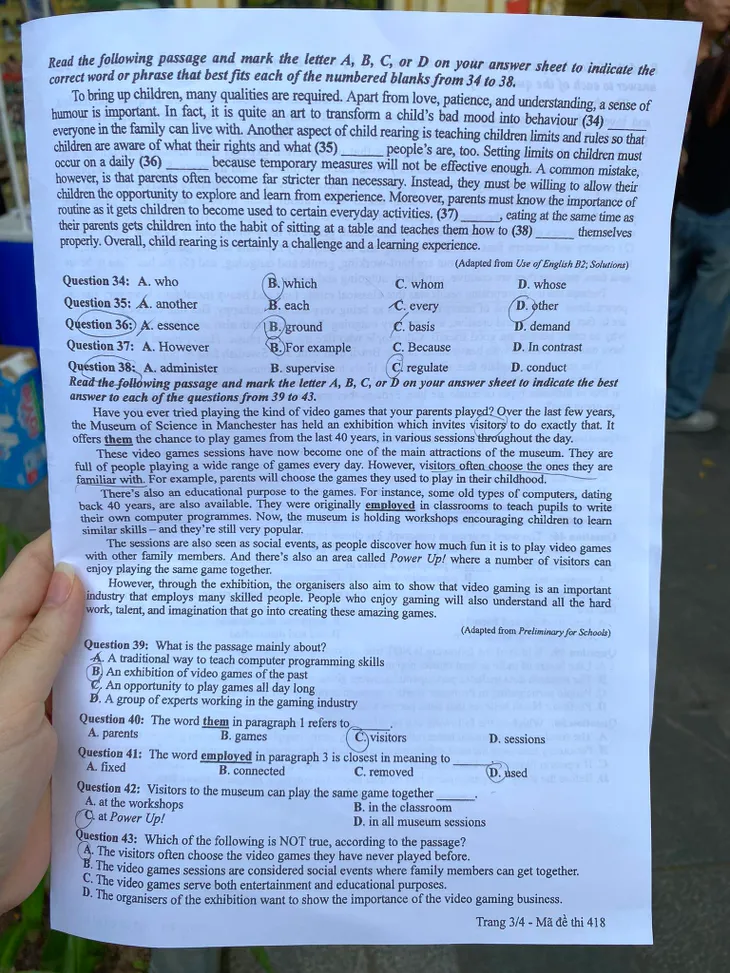 Read the following passage and mark the letter A, B, C, or D on your answer sheet to indicate the
correct word or phrase that best fits each of the numbered blanks from 34 to 38.
To bring up children, many qualities are required. Apart from love, patience, and understanding, a sense of
humour is important. In fact, it is quite an art to transform a child's bad mood into behaviour (34) ______
everyone in the family can live with. Another aspect of child rearing is teaching children limits and rules so that
children are aware of what their rights and what (35) ______ people's are, too. Setting limits on children must
occur on a daily (36) ______ because temporary measures will not be effective enough. A common mistake,
however, is that parents often become far stricter than necessary. Instead, they must be willing to allow their
children the opportunity to explore and learn from experience. Moreover, parents must know the importance of
routine as it gets children to become used to certain everyday activities. (37) ______, eating at the same time as
their parents gets children into the habit of sitting at a table and teaches them how to (38) ______ themselves
properly. Overall, child rearing is certainly a challenge and a learning experience.
(Adapted from Use of English B2; Solutions)
Question 34: A. who B. which C. whom D. whose
Question 35: A. another B. each C. every D. other
Question 36: A. essence B. ground C. basis D. demand
Question 37: A. However B. For example C. Because D. In contrast
Question 38: A. administer B. supervise C. regulate D. conduct
Read the following passage and mark the letter A, B, C, or D on your answer sheet to indicate the best
answer to each of the questions from 39 to 43.
Have you ever tried playing the kind of video games that your parents played? Over the last few years,
the Museum of Science in Manchester has held an exhibition which invites visitors to do exactly that. It
offers them the chance to play games from the last 40 years, in various sessions throughout the day.
These video games sessions have now become one of the main attractions of the museum. They are
full of people playing a wide range of games every day. However, visitors often choose the ones they are
familiar with. For example, parents will choose the games they used to play in their childhood.
There's also an educational purpose to the games. For instance, some old types of computers, dating
back 40 years, are also available. They were originally employed in classrooms to teach pupils to write
their own computer programmes. Now, the museum is holding workshops encouraging children to learn
similar skills – and they're still very popular.
The sessions are also seen as social events, as people discover how much fun it is to play video games
with other family members. And there's also an area called Power Up! where a number of visitors can
enjoy playing the same game together.
However, through the exhibition, the organisers also aim to show that video gaming is an important
industry that employs many skilled people. People who enjoy gaming will also understand all the hard
work, talent, and imagination that go into creating these amazing games.
(Adapted from Preliminary for Schools)
Question 39: What is the passage mainly about?
A. A traditional way to teach computer programming skills
B. An exhibition of video games of the past
C. An opportunity to play games all day long
D. A group of experts working in the gaming industry
Question 40: The word them in paragraph 1 refers to ______.
A. parents B. games C. visitors D. sessions
Question 41: The word employed in paragraph 3 is closest in meaning to ______
A. fixed B. connected C. removed D. used
Question 42: Visitors to the museum can play the same game together ______.
A. at the workshops B. in the classroom
C. at Power Up! D. in all museum sessions
Question 43: Which of the following is NOT true, according to the passage?
A. The visitors often choose the video games they have never played before.
B. The video games sessions are considered social events where family members can get together.
C. The video games serve both entertainment and educational purposes.
D. The organisers of the exhibition want to show the importance of the video gaming business.
Trang 3/4 - Mã đề thi 418